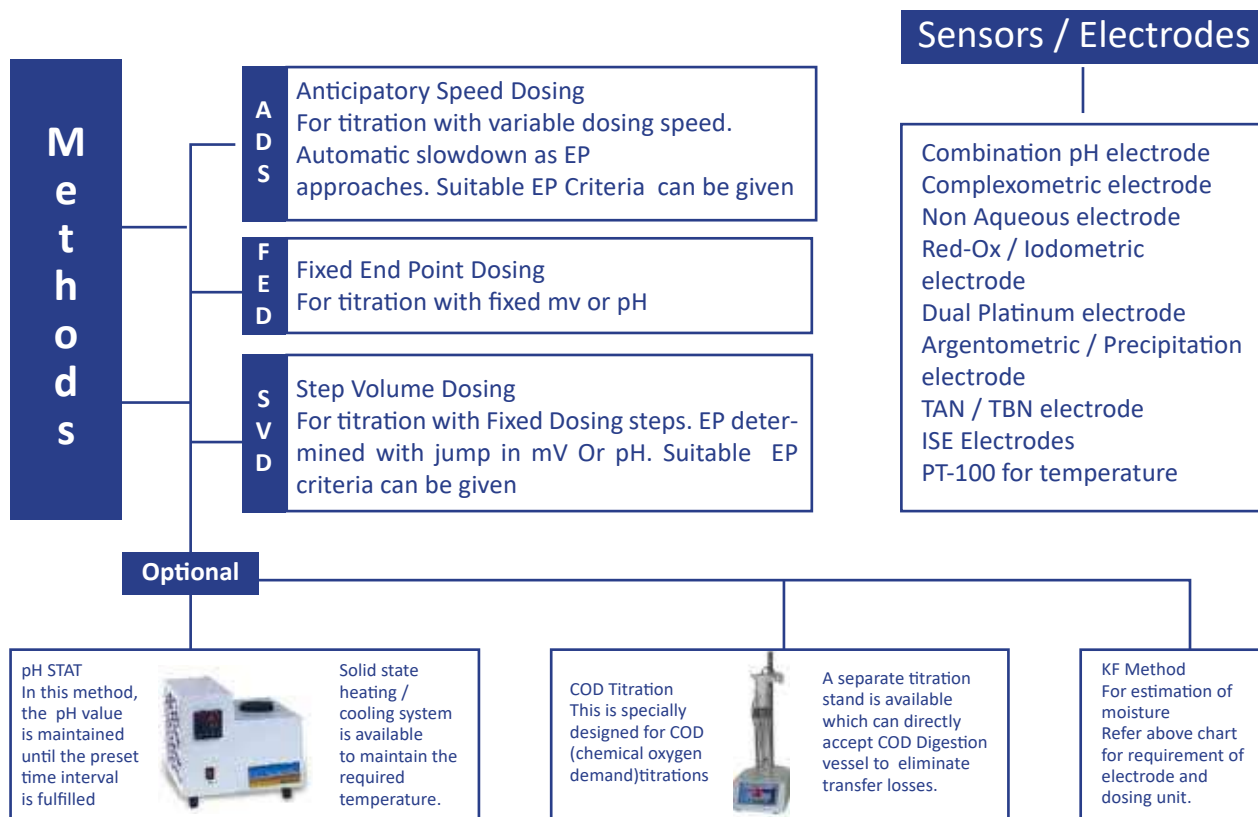 Methods
ADS
Anticipatory Speed Dosing
For titration with variable dosing speed.
Automatic slowdown as EP
approaches. Suitable EP Criteria can be given
FED
Fixed End Point Dosing
For titration with fixed mv or pH
SVD
Step Volume Dosing
For titration with Fixed Dosing steps. EP deter-
mined with jump in mV Or pH. Suitable EP
criteria can be given
Sensors / Electrodes
Combination pH electrode
Complexometric electrode
Non Aqueous electrode
Red-Ox / Iodometric
electrode
Dual Platinum electrode
Argentometric / Precipitation
electrode
TAN / TBN electrode
ISE Electrodes
PT-100 for temperature
Optional
pH STAT
In this method,
the pH value
is maintained
until the preset
time interval
is fulfilled
Solid state
heating /
cooling system
is available
to maintain the
required
temperature.
COD Titration
This is specially
designed for COD
(chemical oxygen
demand)titrations
A separate titration
stand is available
which can directly
accept COD Digestion
vessel to eliminate
transfer losses.
KF Method
For estimation of
moisture
Refer above chart
for requirement of
electrode and
dosing unit.